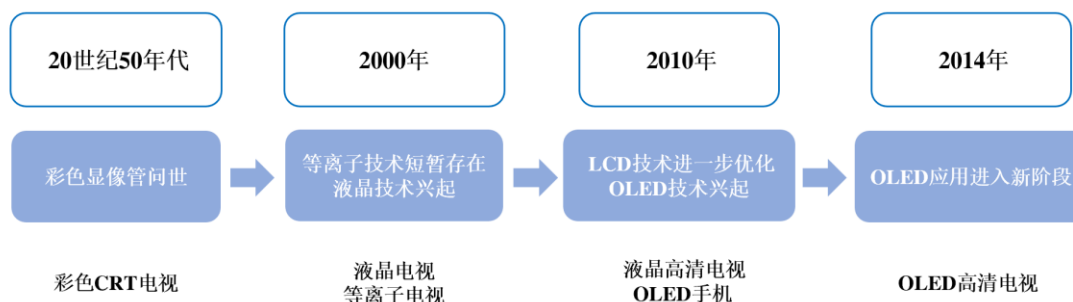 20世纪50年代
2000年
2010年
2014年
彩色显像管问世
等离子技术短暂存在
液晶技术兴起
LCD技术进一步优化
OLED技术兴起
OLED应用进入新阶段
彩色CRT电视
液晶电视
等离子电视
液晶高清电视
OLED手机
OLED高清电视